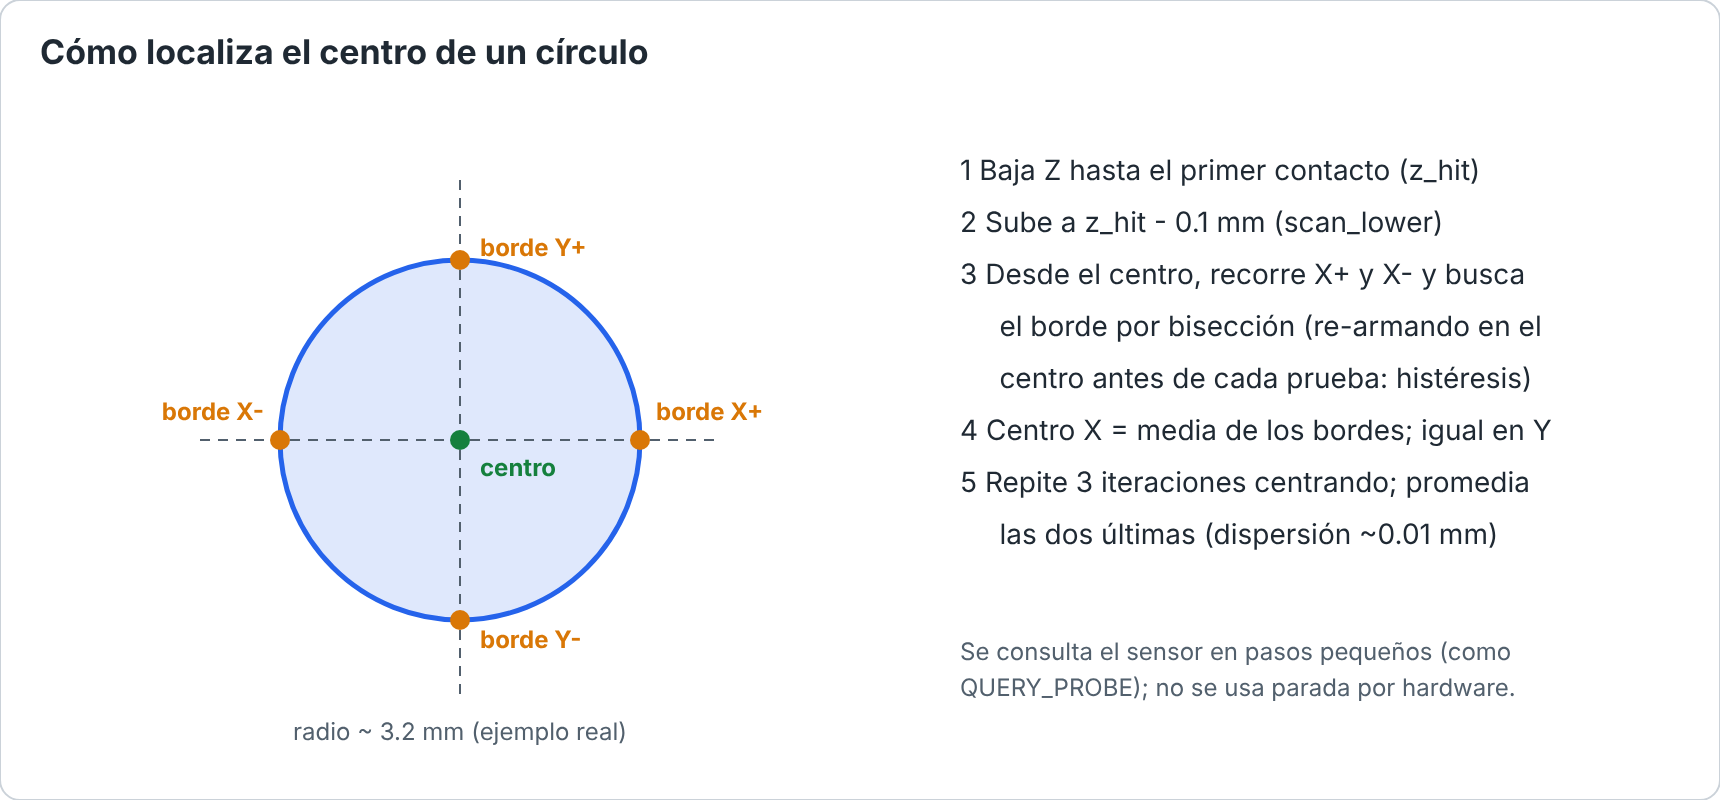 Cómo localiza el centro de un círculo
borde Y+
borde X-
borde X+
centro
borde Y-
radio ~ 3.2 mm (ejemplo real)
1 Baja Z hasta el primer contacto (z_hit)
2 Sube a z_hit - 0.1 mm (scan_lower)
3 Desde el centro, recorre X+ y X- y busca
el borde por bisección (re-armando en el
centro antes de cada prueba: histéresis)
4 Centro X = media de los bordes; igual en Y
5 Repite 3 iteraciones centrando; promedia
las dos últimas (dispersión ~0.01 mm)
Se consulta el sensor en pasos pequeños (como
QUERY_PROBE); no se usa parada por hardware.